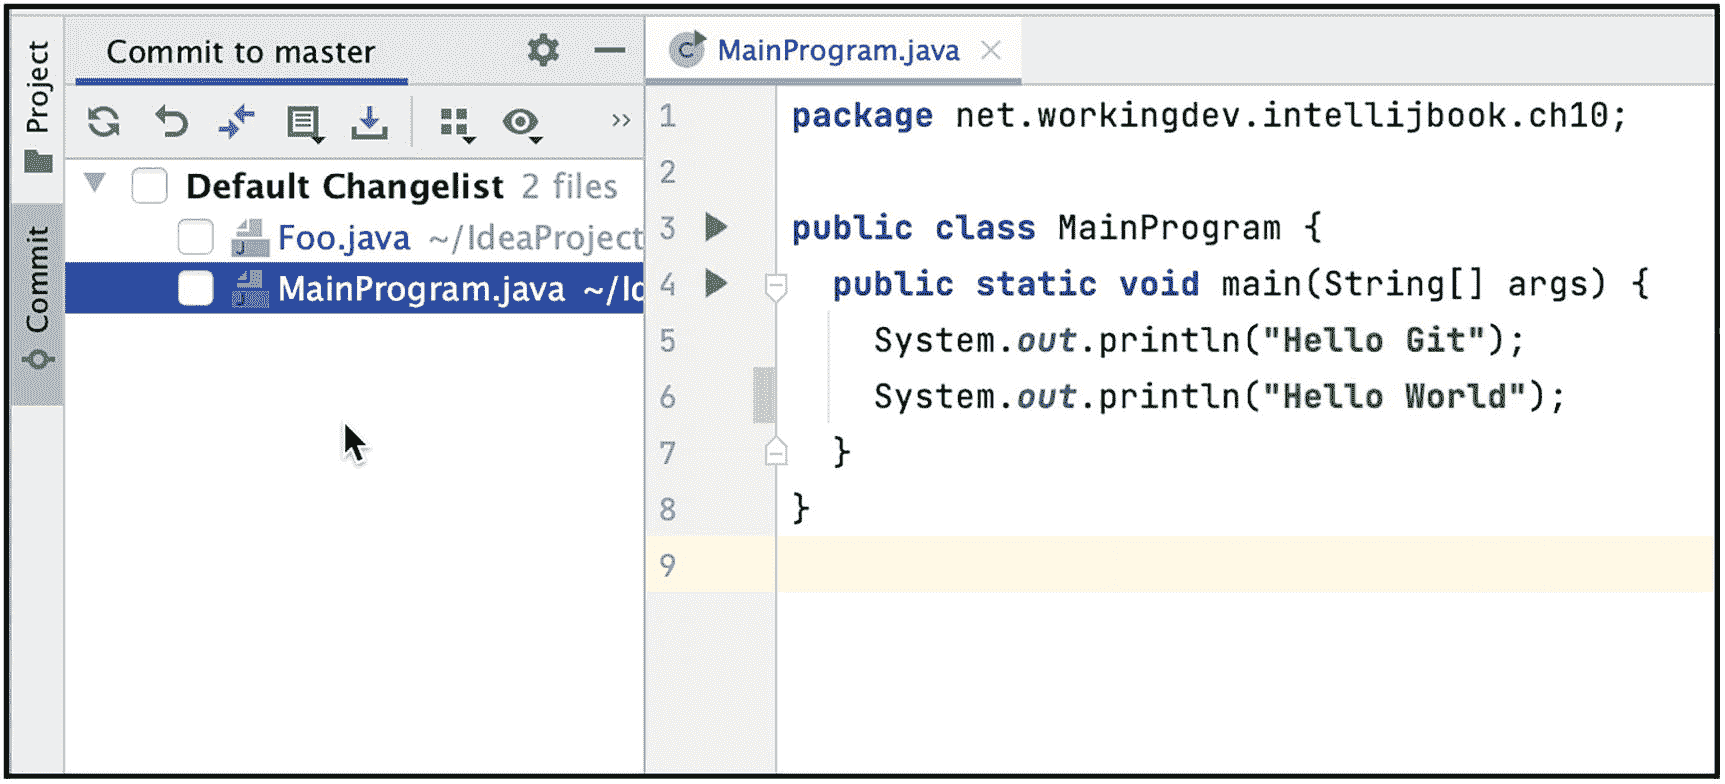 Project
Commit
Commit to master
Default Changelist 2 files
Foo.java ~/IdeaProject
MainProgram.java ~/Id
MainProgram.java
1 package net.workingdev.intellijbook.ch10;
2
3 public class MainProgram {
4 public static void main(String[] args) {
5 System.out.println("Hello Git");
6 System.out.println("Hello World");
7 }
8 }
9